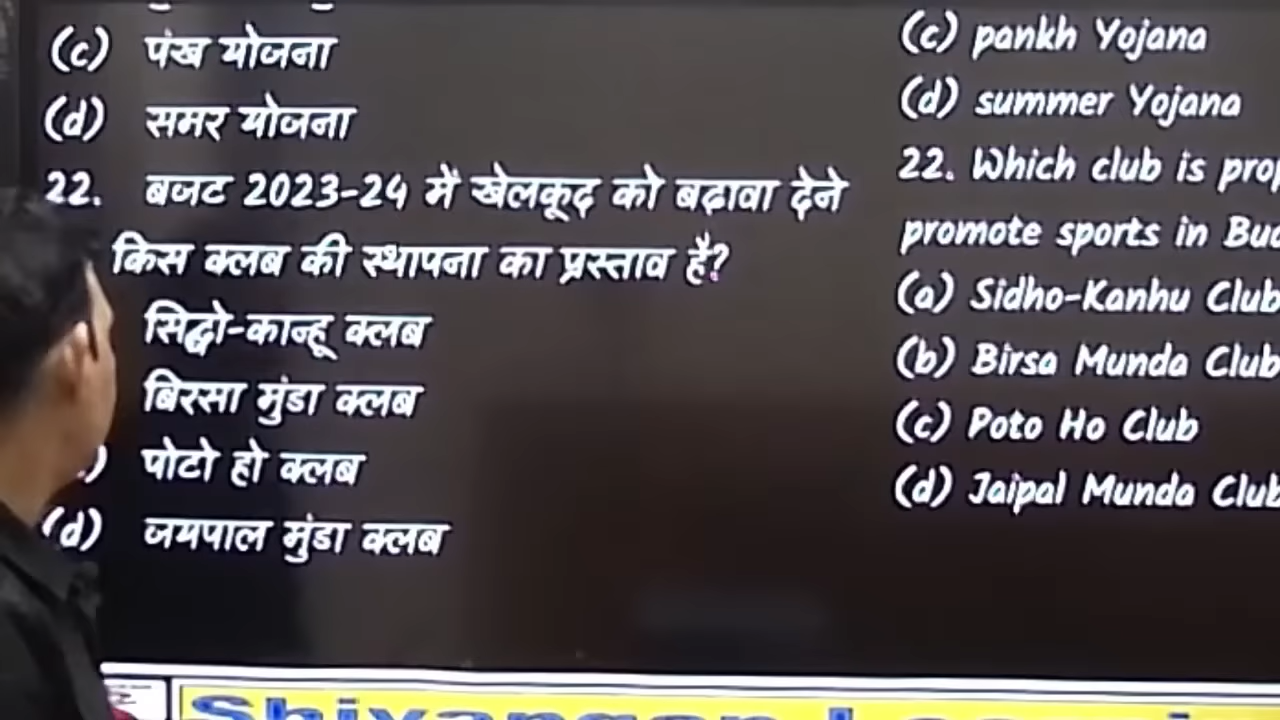 (c) पंख योजना
(d) समर योजना
22. बजट 2023-24 में खेलकूद को बढ़ावा देने
किस क्लब की स्थापना का प्रस्ताव है?
सिद्धो-कान्हू क्लब
बिरसा मुंडा क्लब
पोटो हो क्लब
(d) जयपाल मुंडा क्लब
(c) pankh Yojana
(d) summer Yojana
22. Which club is
promote sports in
(a) Sidho-Kanhu Club
(b) Birsa Munda Club
(c) Poto Ho Club
(d) Jaipal Munda Club